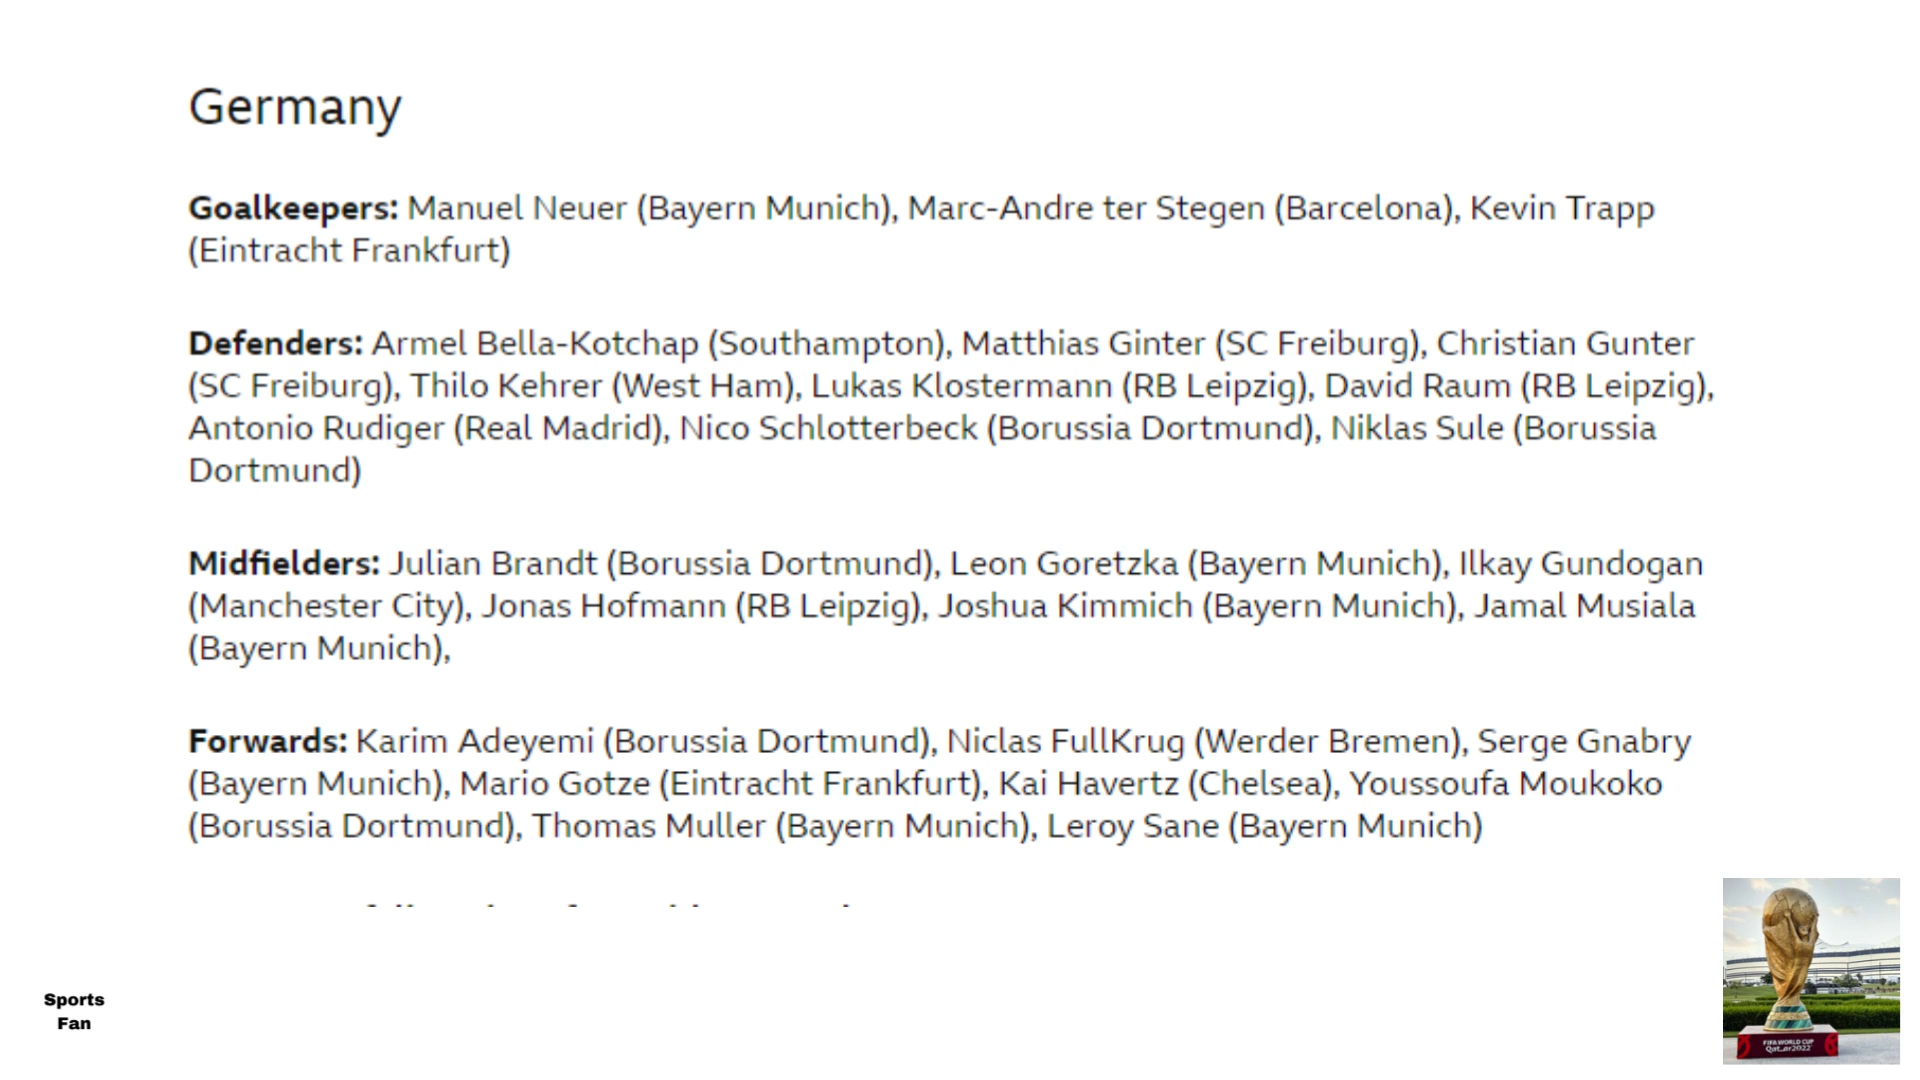 Germany
Goalkeepers: Manuel Neuer (Bayern Munich), Marc-Andre ter Stegen (Barcelona), Kevin Trapp
(Eintracht Frankfurt)
Defenders: Armel Bella-Kotchap (Southampton), Matthias Ginter (SC Freiburg), Christian Gunter
(SC Freiburg), Thilo Kehrer (West Ham), Lukas Klostermann (RB Leipzig), David Raum (RB Leipzig),
Antonio Rudiger (Real Madrid), Nico Schlotterbeck (Borussia Dortmund), Niklas Sule (Borussia
Dortmund)
Midfielders: Julian Brandt (Borussia Dortmund), Leon Goretzka (Bayern Munich), Ilkay Gundogan
(Manchester City), Jonas Hofmann (RB Leipzig), Joshua Kimmich (Bayern Munich), Jamal Musiala
(Bayern Munich),
Forwards: Karim Adeyemi (Borussia Dortmund), Niclas FullKrug (Werder Bremen), Serge Gnabry
(Bayern Munich), Mario Gotze (Eintracht Frankfurt), Kai Havertz (Chelsea), Youssoufa Moukoko
(Borussia Dortmund), Thomas Muller (Bayern Munich), Leroy Sane (Bayern Munich)
Sports
Fan
FIFA WORLD CUP
Qatar2022